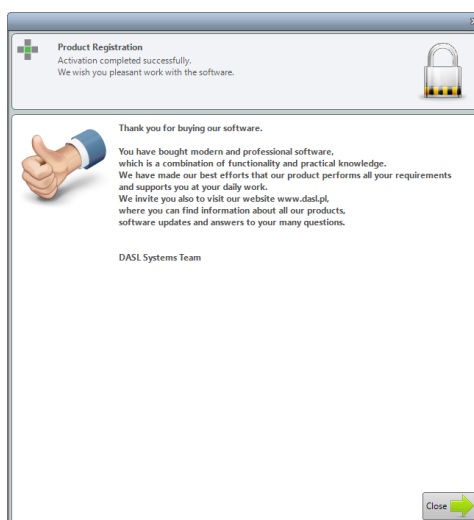 Product Registration
Activation completed successfully.
We wish you pleasant work with the software.
Thank you for buying our software.
You have bought modern and professional software,
which is a combination of functionality and practical knowledge.
We have made our best efforts that our product performs all your requirements
and supports you at your daily work.
We invite you also to visit our website www.dasl.pl,
where you can find information about all our products,
software updates and answers to your many questions.
DASL Systems Team
Close